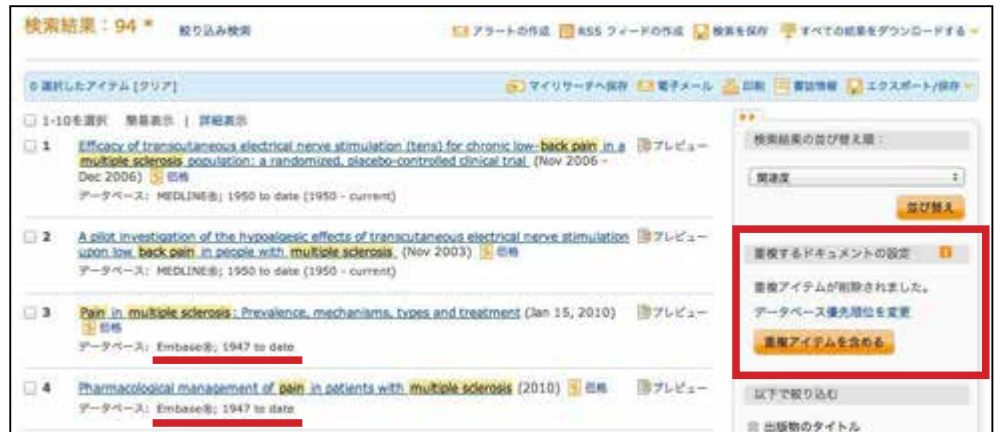 検索結果：94 * 絞り込み検索 アラートの作成 RSS フィードの作成 検索を保存 すべての結果をダウンロードする
0 選択したアイテム [クリア] マイリサーチへ保存 電子メール 印刷 書誌情報 エクスポート/保存
1-10を選択 簡易表示 | 詳細表示
1 Efficacy of transcutaneous electrical nerve stimulation (tens) for chronic low-back pain in a プレビュー
multiple sclerosis population: a randomized, placebo-controlled clinical trial. (Nov 2006 -
Dec 2006) 価格
データベース: MEDLINE®; 1950 to date (1950 - current)
2 A pilot investigation of the hypoalgesic effects of transcutaneous electrical nerve stimulation プレビュー
upon low back pain in people with multiple sclerosis. (Nov 2003) 価格
データベース: MEDLINE®; 1950 to date (1950 - current)
3 Pain in multiple sclerosis: Prevalence, mechanisms, types and treatment (Jan 15, 2010) プレビュー
価格
データベース: Embase®; 1947 to date
4 Pharmacological management of pain in patients with multiple sclerosis (2010) 価格 プレビュー
データベース: Embase®; 1947 to date
検索結果の並び替え順：
関連度
並び替え
重複するドキュメントの設定
重複アイテムが削除されました。
データベース優先順位を変更
重複アイテムを含める
以下で絞り込む
出版物のタイトル